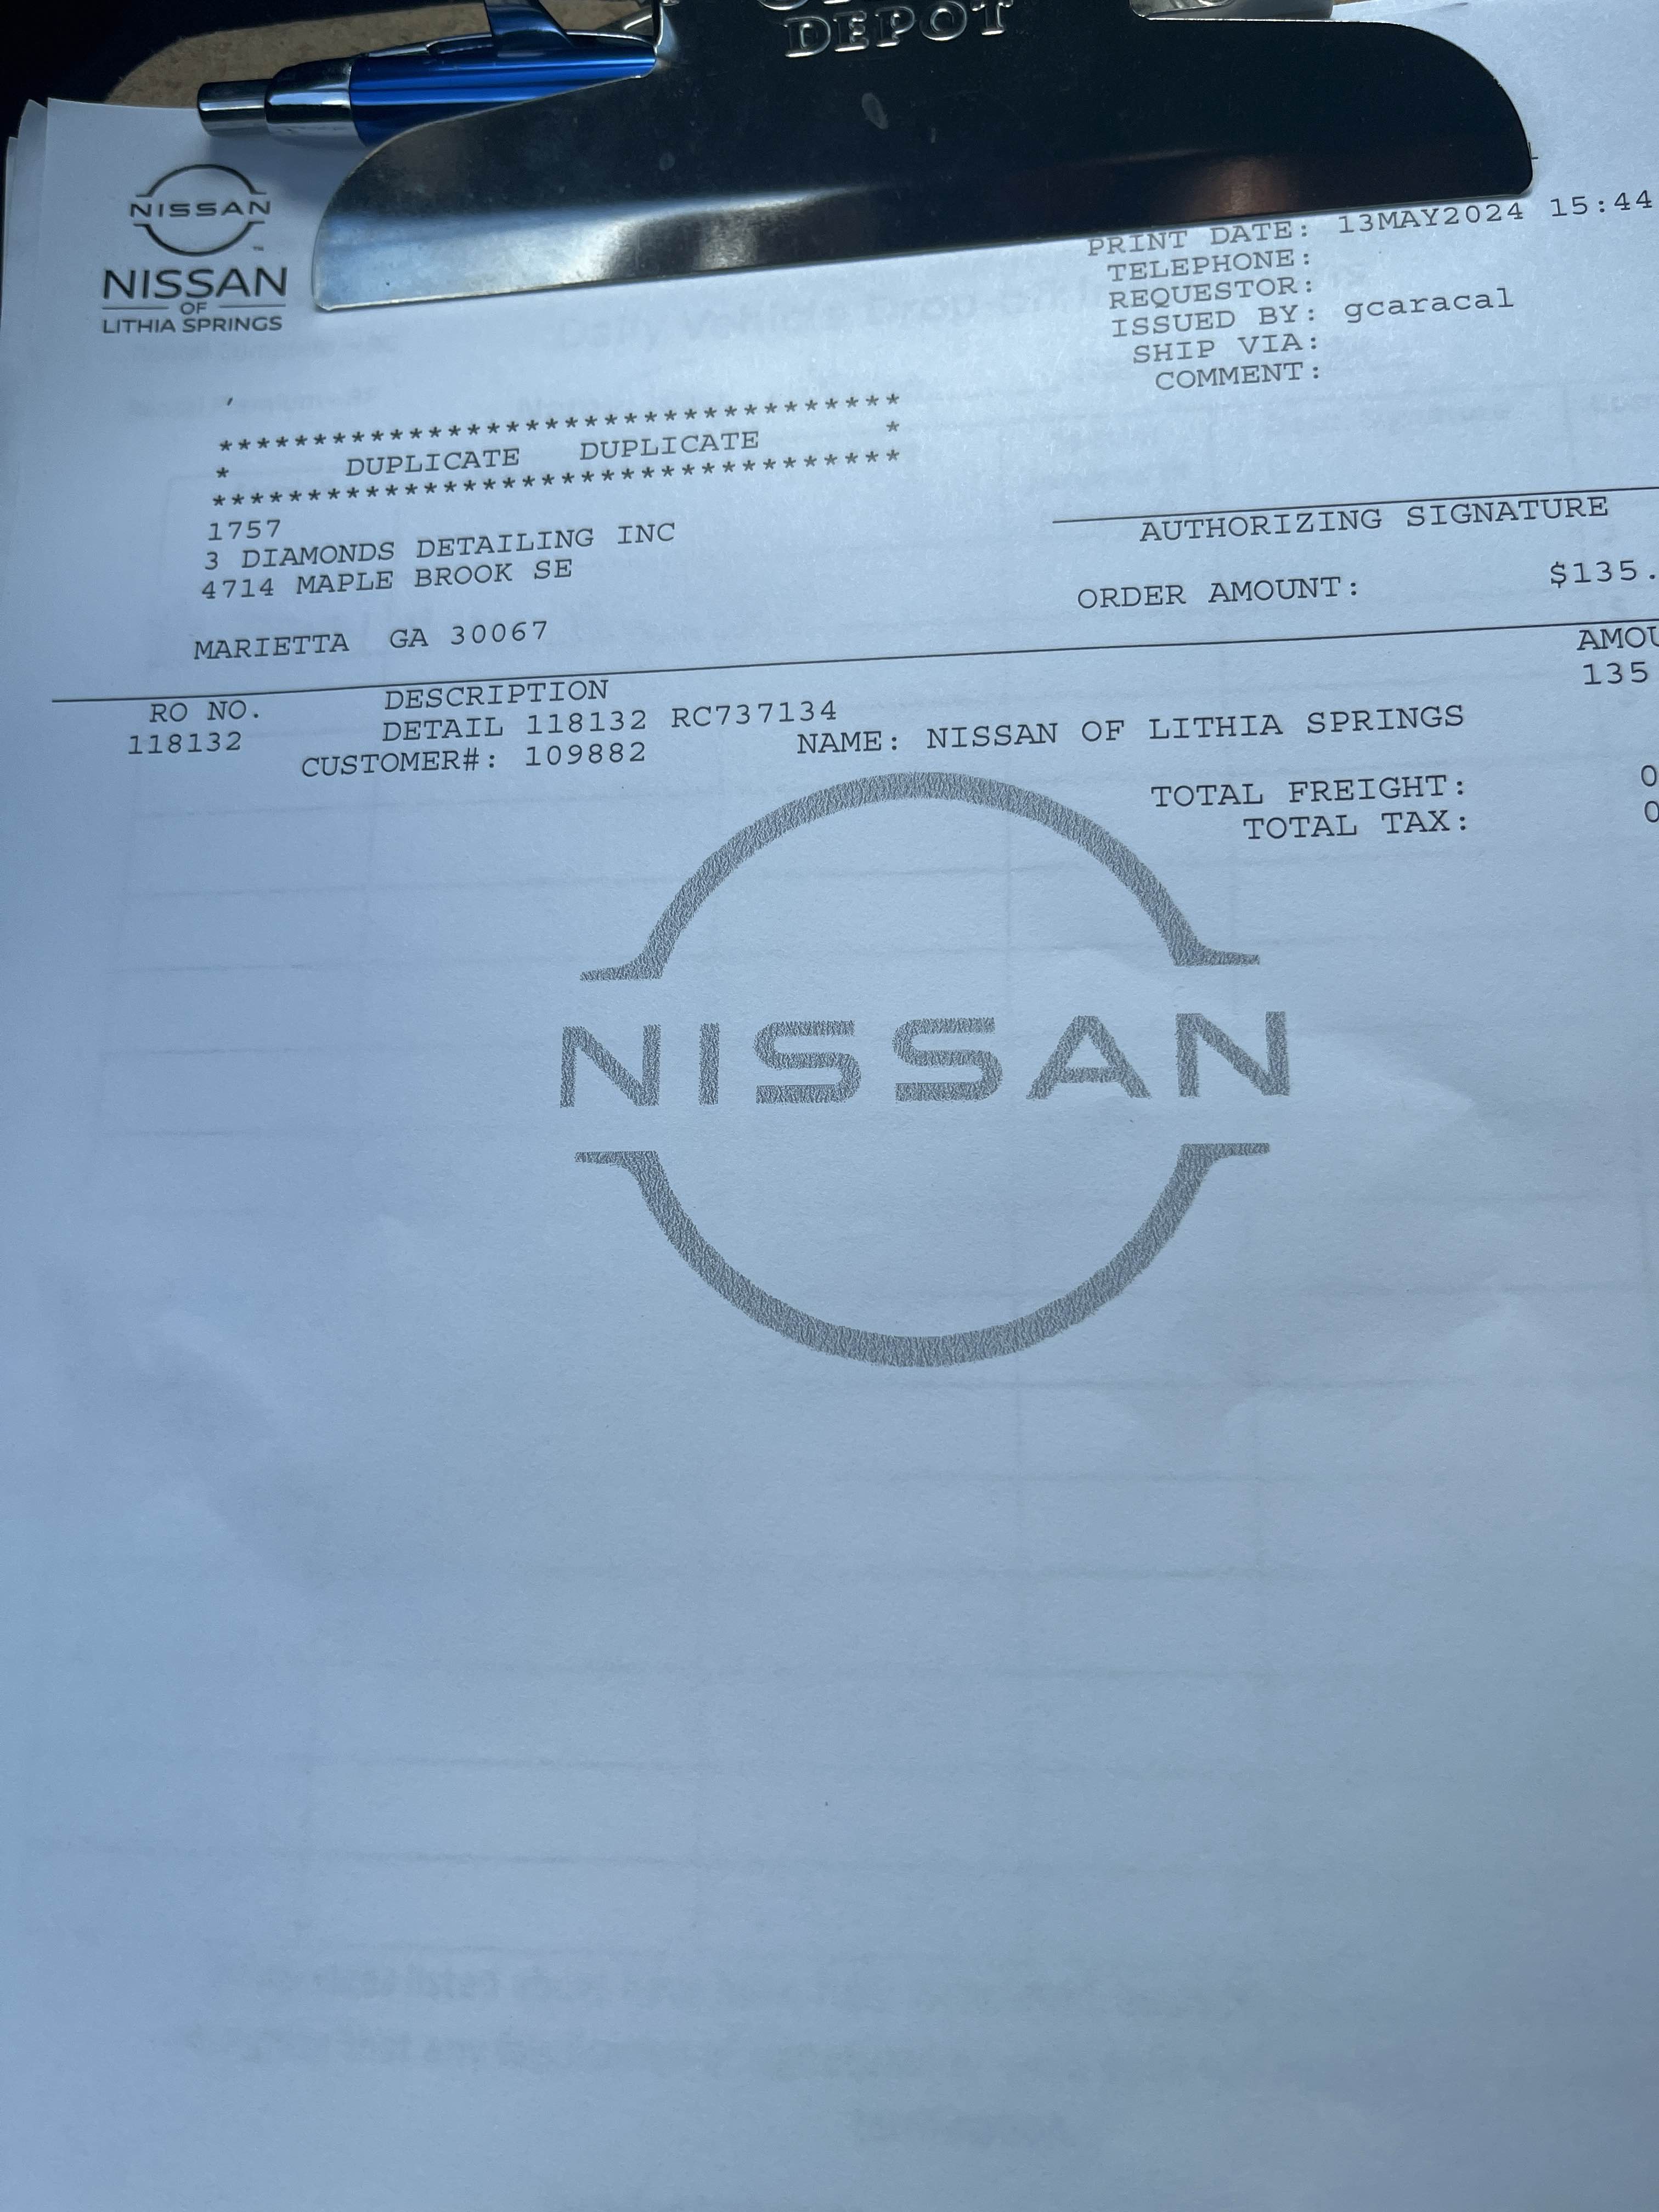 DEPOT
NISSAN
NISSAN
OF
LITHIA SPRINGS
PRINT DATE: 13MAY2024 15:44
TELEPHONE:
REQUESTOR:
ISSUED BY: gcaracal
SHIP VIA:
COMMENT:
***********************************
* DUPLICATE DUPLICATE *
***********************************
1757
3 DIAMONDS DETAILING INC
4714 MAPLE BROOK SE
MARIETTA GA 30067
AUTHORIZING SIGNATURE
ORDER AMOUNT: $135.
RO NO. DESCRIPTION AMOU
118132 DETAIL 118132 RC737134 135
CUSTOMER#: 109882 NAME: NISSAN OF LITHIA SPRINGS
TOTAL FREIGHT: 0
TOTAL TAX: 0
NISSAN